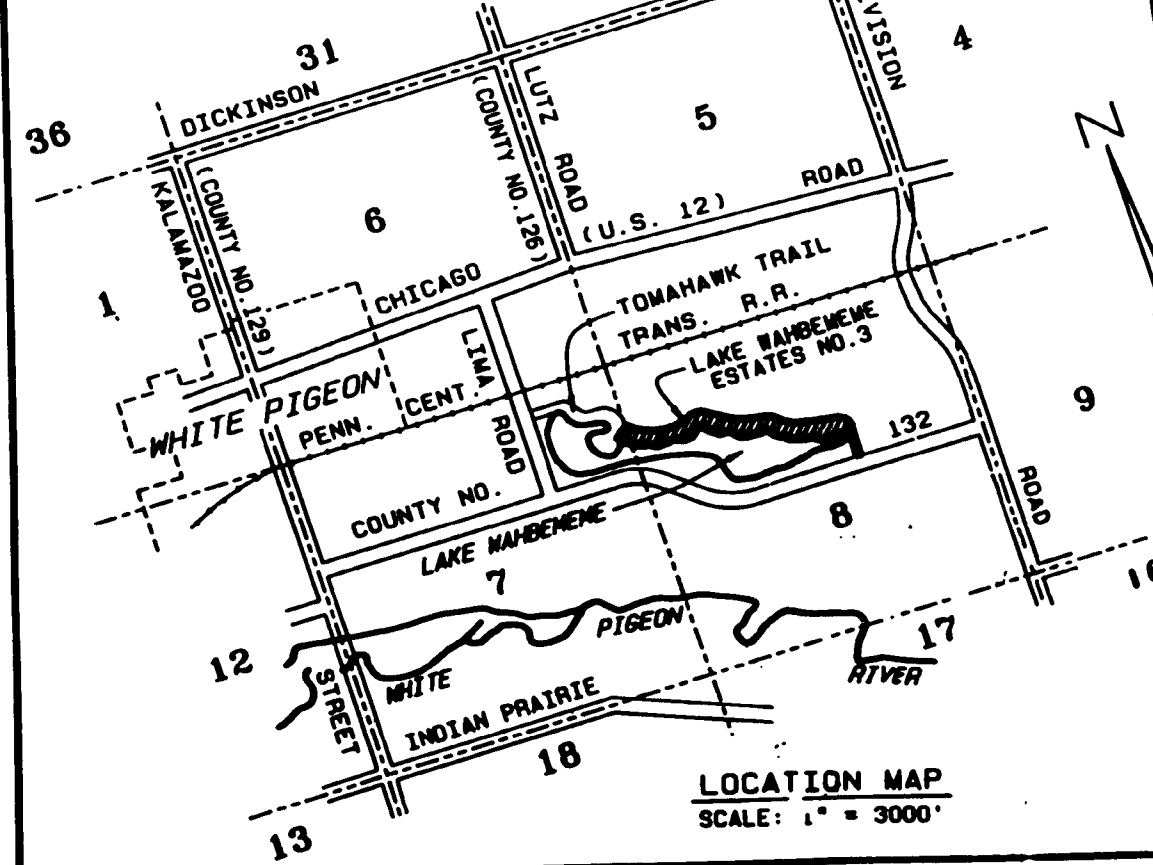 31
VISION
4
36
DICKINSON
LUTZ ROAD
(COUNTY NO.126)
5
N
KALAMAZOO
(COUNTY NO.129)
6
ROAD
(U.S. 12)
1
CHICAGO
TOMAHAWK TRAIL
TRANS. R.R.
LAKE WAHBEMEME
ESTATES NO.3
LIMA ROAD
WHITE PIGEON
PENN. CENT.
132
9
COUNTY NO.
ROAD
LAKE WAHBEMEME
8
7
16
PIGEON
17
12
WHITE
RIVER
STREET
INDIAN PRAIRIE
18
LOCATION MAP
SCALE: 1" = 3000'
13